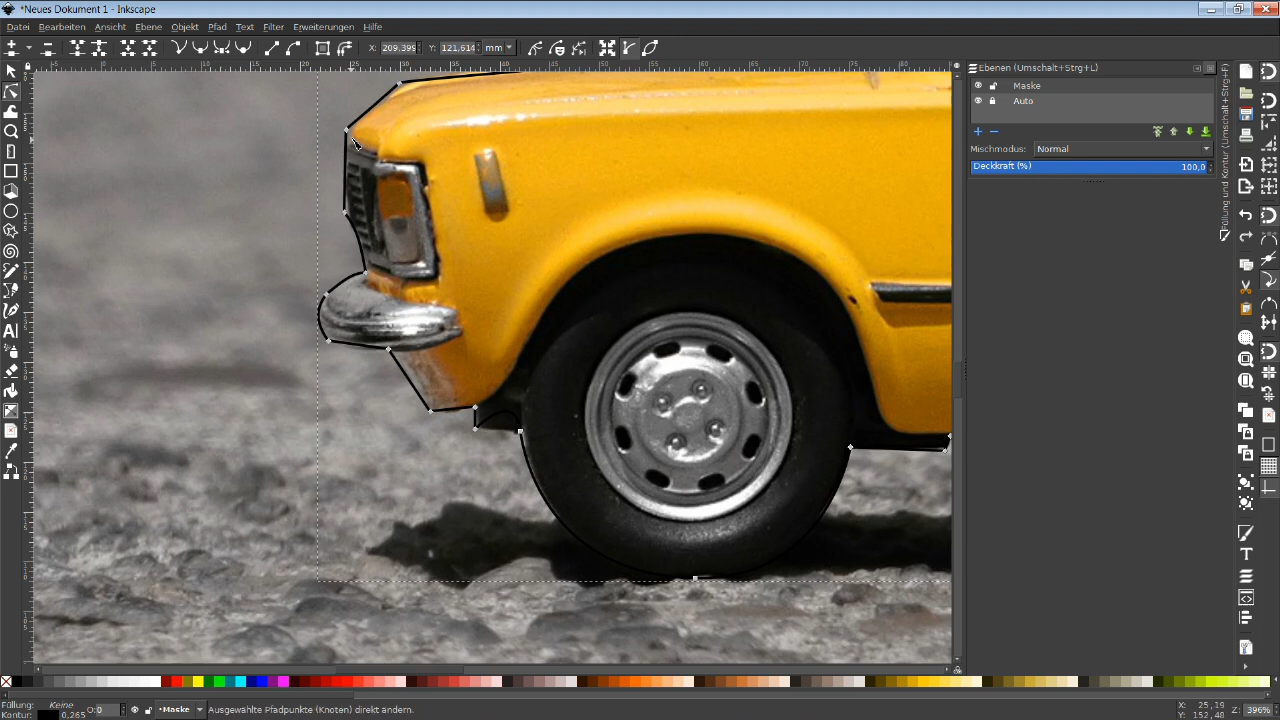 *Neues Dokument 1 - Inkscape
Datei Bearbeiten Ansicht Ebene Objekt Pfad Text Filter Erweiterungen Hilfe
X: 209,395 Y: 121,614 mm
Ebenen (Umschalt+Strg+L)
Maske
Auto
Mischmodus: Normal
Deckkraft (%) 100,0
Füllung und Kontur (Umschalt+Strg+F)
Füllung: Keine
Kontur: 0,265
O: 0
•Maske
Ausgewählte Pfadpunkte (Knoten) direkt ändern.
X: 25,19
Y: 152,48
Z: 396%